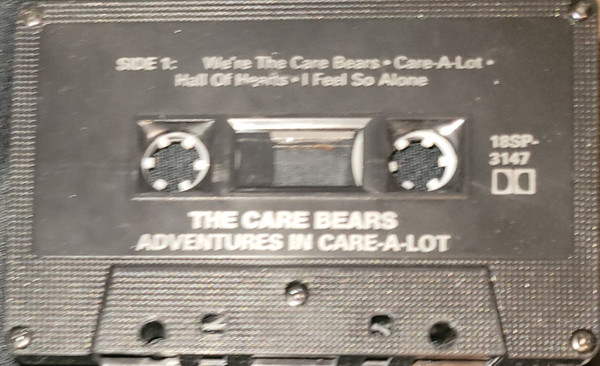 SIDE 1: We're The Care Bears • Care-A-Lot •
Hall Of Hearts • I Feel So Alone
18SP-
3147
THE CARE BEARS
ADVENTURES IN CARE-A-LOT